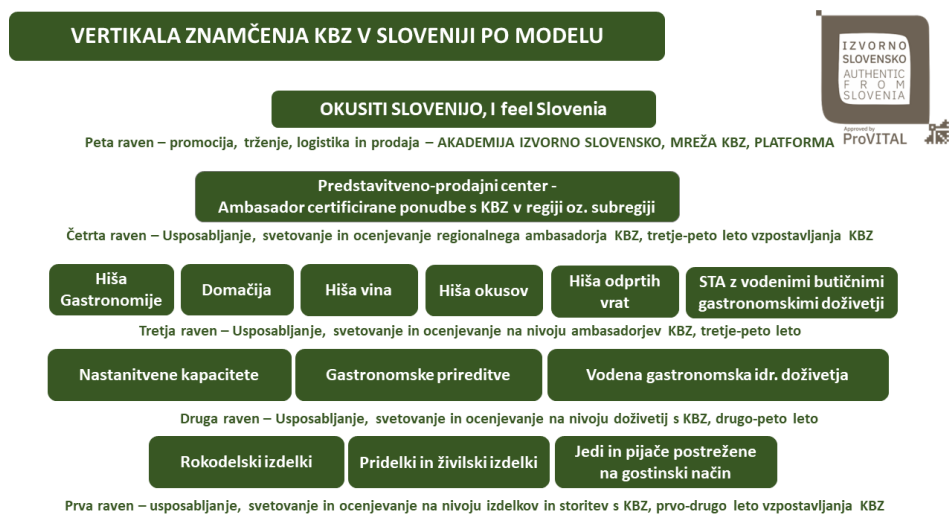 VERTIKALA ZNAMČENJA KBZ V SLOVENIJI PO MODELU
IZVORNO
SLOVENSKO
AUTHENTIC
FROM
SLOVENIA
Approved by
ProVITAL
OKUSITI SLOVENIJO, I feel Slovenia
Peta raven – promocija, trženje, logistika in prodaja – AKADEMIJA IZVORNO SLOVENSKO, MREŽA KBZ, PLATFORMA
Predstavitveno-prodajni center -
Ambasador certificirane ponudbe s KBZ v regiji oz. subregiji
Četrta raven – Usposabljanje, svetovanje in ocenjevanje regionalnega ambasadorja KBZ, tretje-peto leto vzpostavljanja KBZ
Hiša
Gastronomije
Domačija
Hiša vina
Hiša okusov
Hiša odprtih
vrat
STA z vodenimi butičnimi
gastronomskimi doživetji
Tretja raven – Usposabljanje, svetovanje in ocenjevanje na nivoju ambasadorjev KBZ, tretje-peto leto
Nastanitvene kapacitete
Gastronomske prireditve
Vodena gastronomska idr. doživetja
Druga raven – Usposabljanje, svetovanje in ocenjevanje na nivoju doživetij s KBZ, drugo-peto leto
Rokodelski izdelki
Pridelki in živilski izdelki
Jedi in pijače postrežene
na gostinski način
Prva raven – usposabljanje, svetovanje in ocenjevanje na nivoju izdelkov in storitev s KBZ, prvo-drugo leto vzpostavljanja KBZ